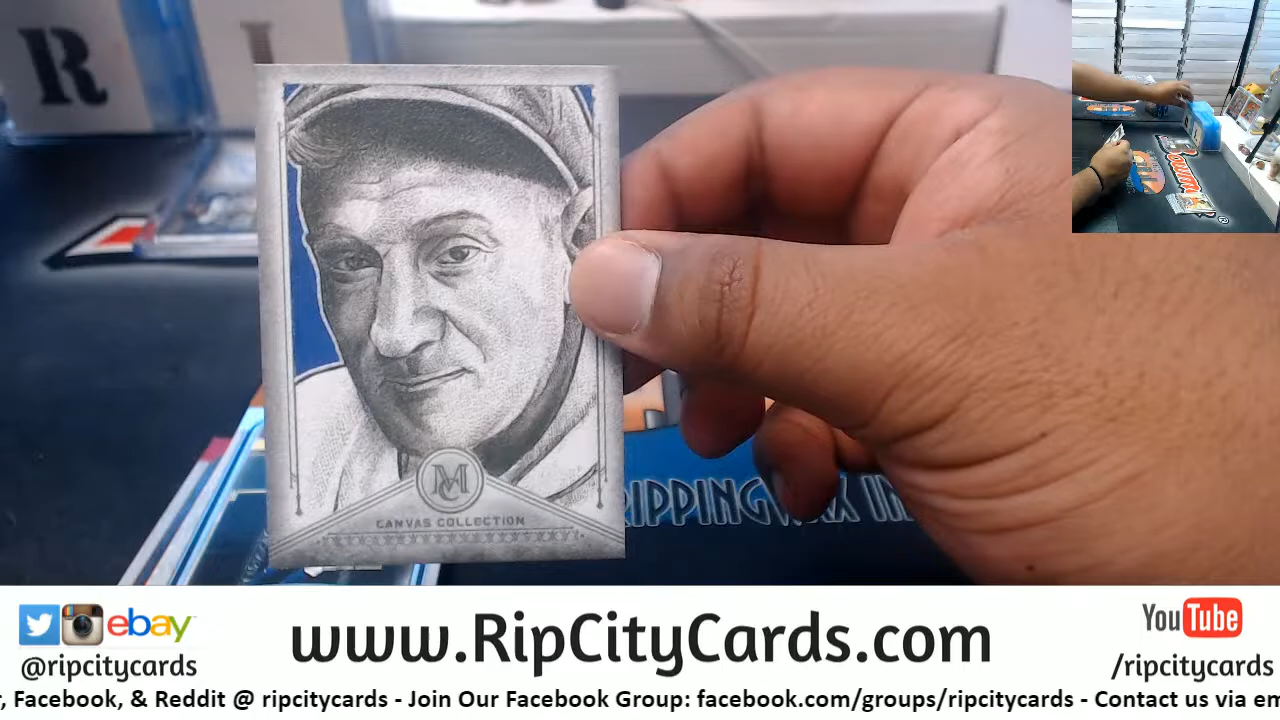 R I
MC
CANVAS COLLECTION
RIPPINGWAX IN
ebay
@ripcitycards
www.RipCityCards.com
YouTube
/ripcitycards
r, Facebook, & Reddit @ ripcitycards - Join Our Facebook Group: facebook.com/groups/ripcitycards - Contact us via em